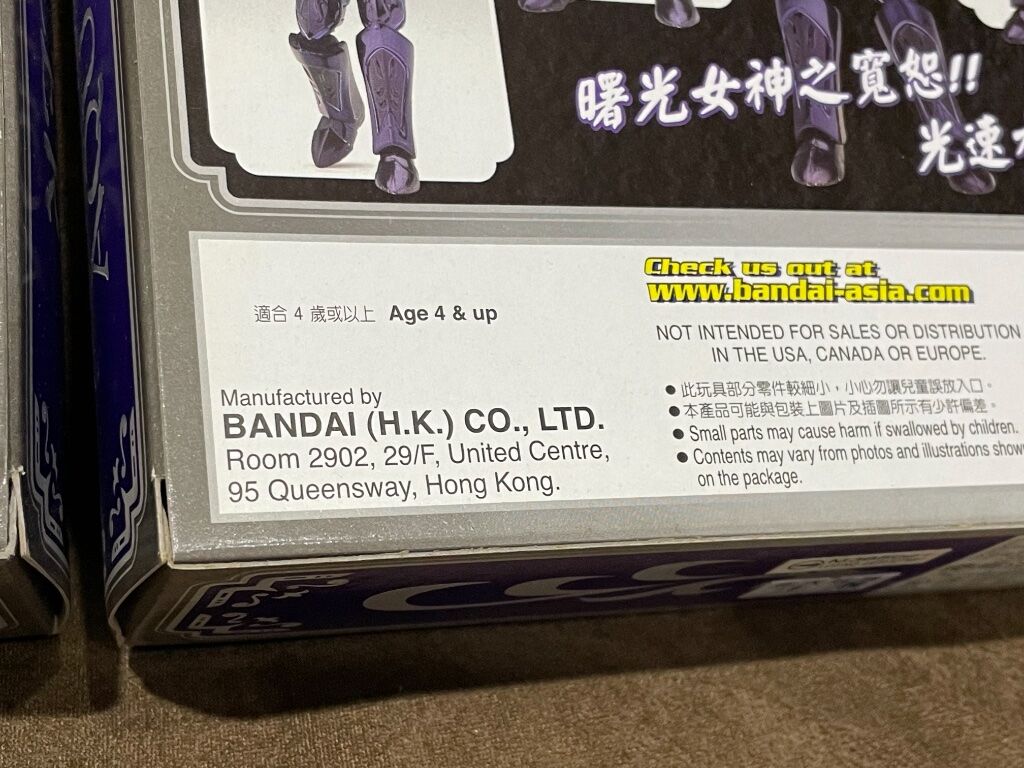 曙光女神之寬恕!!
光速
適合 4 歲或以上 Age 4 & up
Manufactured by
BANDAI (H.K.) CO., LTD.
Room 2902, 29/F, United Centre,
95 Queensway, Hong Kong.
Check us out at
www.bandai-asia.com
NOT INTENDED FOR SALES OR DISTRIBUTION
IN THE USA, CANADA OR EUROPE.
● 此玩具部分零件較細小，小心勿讓兒童誤放入口。
● 本產品可能與包裝上圖片及插圖所示有少許偏差。
● Small parts may cause harm if swallowed by children.
● Contents may vary from photos and illustrations show
on the package.